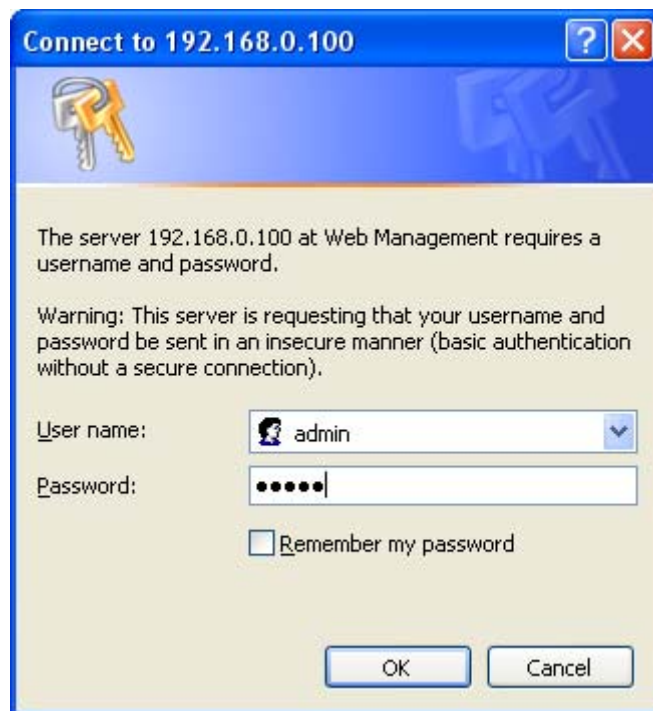 Connect to 192.168.0.100
The server 192.168.0.100 at Web Management requires a
username and password.
Warning: This server is requesting that your username and
password be sent in an insecure manner (basic authentication
without a secure connection).
User name:
admin
Password:
•••••
Remember my password
OK
Cancel